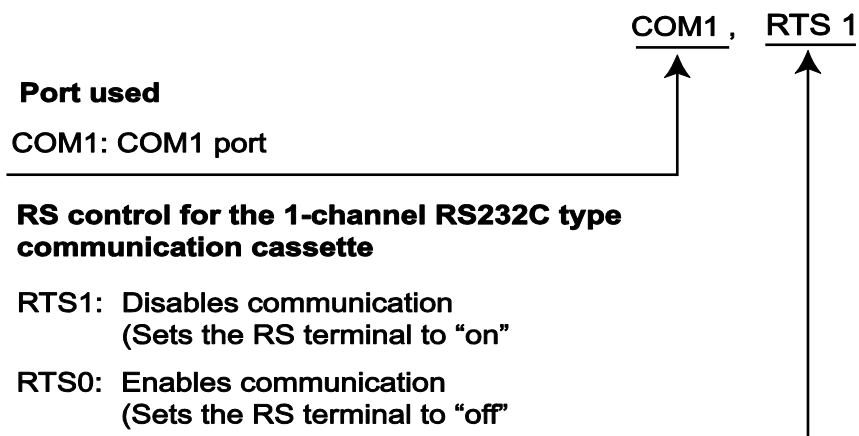 COM1 , RTS 1
Port used
COM1: COM1 port
RS control for the 1-channel RS232C type
communication cassette
RTS1: Disables communication
(Sets the RS terminal to “on”
RTS0: Enables communication
(Sets the RS terminal to “off”